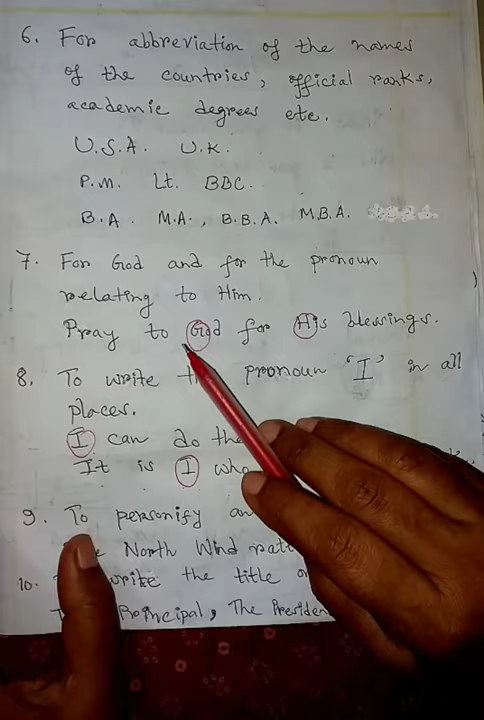 6. For abbreviation of the names
of the countries, official ranks,
academic degrees etc.
U.S.A. U.K.
P.M. Lt. BBC.
B.A. M.A., B.B.A. M.B.A.
7. For God and for the pronoun
relating to Him.
Pray to God for His blessings.
8. To write the pronoun 'I' in all
places.
I can do the
It is I who
9. To personify an
North Wind
10. write the title
Principal, The Presiden